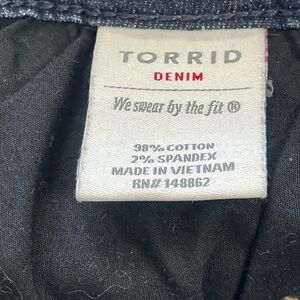 TORRID
DENIM
We swear by the fit ®
98% COTTON
2% SPANDEX
MADE IN VIETNAM
RN# 148862